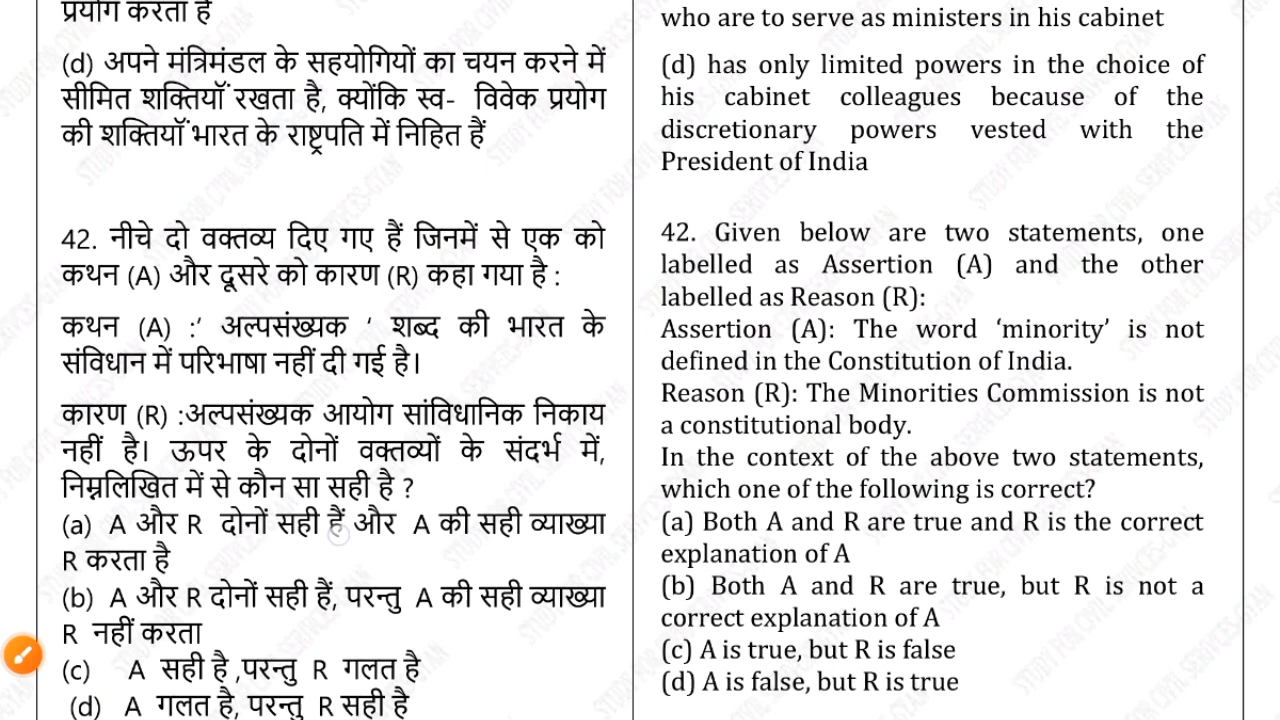 प्रयोग करता है
(d) अपने मंत्रिमंडल के सहयोगियों का चयन करने में
सीमित शक्तियाँ रखता है, क्योंकि स्व- विवेक प्रयोग
की शक्तियाँ भारत के राष्ट्रपति में निहित हैं
42. नीचे दो वक्तव्य दिए गए हैं जिनमें से एक को
कथन (A) और दूसरे को कारण (R) कहा गया है :
कथन (A) :’ अल्पसंख्यक ‘ शब्द की भारत के
संविधान में परिभाषा नहीं दी गई है।
कारण (R) :अल्पसंख्यक आयोग सांविधानिक निकाय
नहीं है। ऊपर के दोनों वक्तव्यों के संदर्भ में,
निम्नलिखित में से कौन सा सही है ?
(a) A और R दोनों सही हैं और A की सही व्याख्या
R करता है
(b) A और R दोनों सही हैं, परन्तु A की सही व्याख्या
R नहीं करता
(c) A सही है ,परन्तु R गलत है
(d) A गलत है, परन्तु R सही है
who are to serve as ministers in his cabinet
(d) has only limited powers in the choice of
his cabinet colleagues because of the
discretionary powers vested with the
President of India
42. Given below are two statements, one
labelled as Assertion (A) and the other
labelled as Reason (R):
Assertion (A): The word ‘minority’ is not
defined in the Constitution of India.
Reason (R): The Minorities Commission is not
a constitutional body.
In the context of the above two statements,
which one of the following is correct?
(a) Both A and R are true and R is the correct
explanation of A
(b) Both A and R are true, but R is not a
correct explanation of A
(c) A is true, but R is false
(d) A is false, but R is true